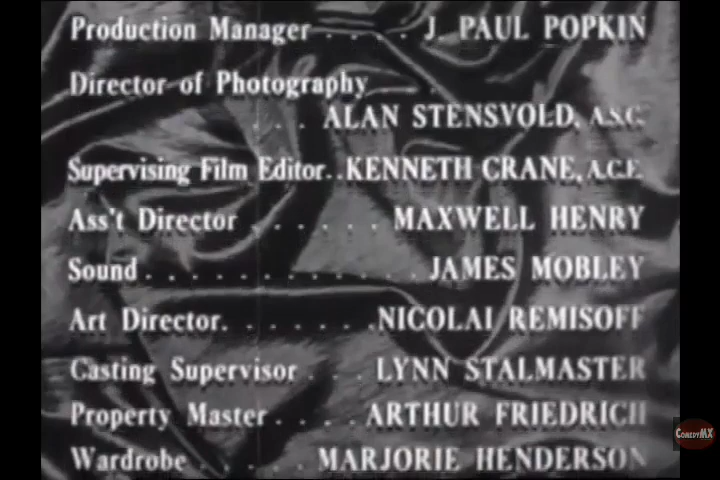 Production Manager . . . . J. PAUL POPKIN
Director of Photography
. . . ALAN STENSVOLD, A.S.C.
Supervising Film Editor..KENNETH CRANE, A.C.E.
Ass't Director . . . . . . MAXWELL HENRY
Sound . . . . . . . . . . . . JAMES MOBLEY
Art Director. . . . . . . .NICOLAI REMISOFF
Casting Supervisor . . . LYNN STALMASTER
Property Master . . . . ARTHUR FRIEDRICH
Wardrobe . . . . . MARJORIE HENDERSON
COMEDYMX